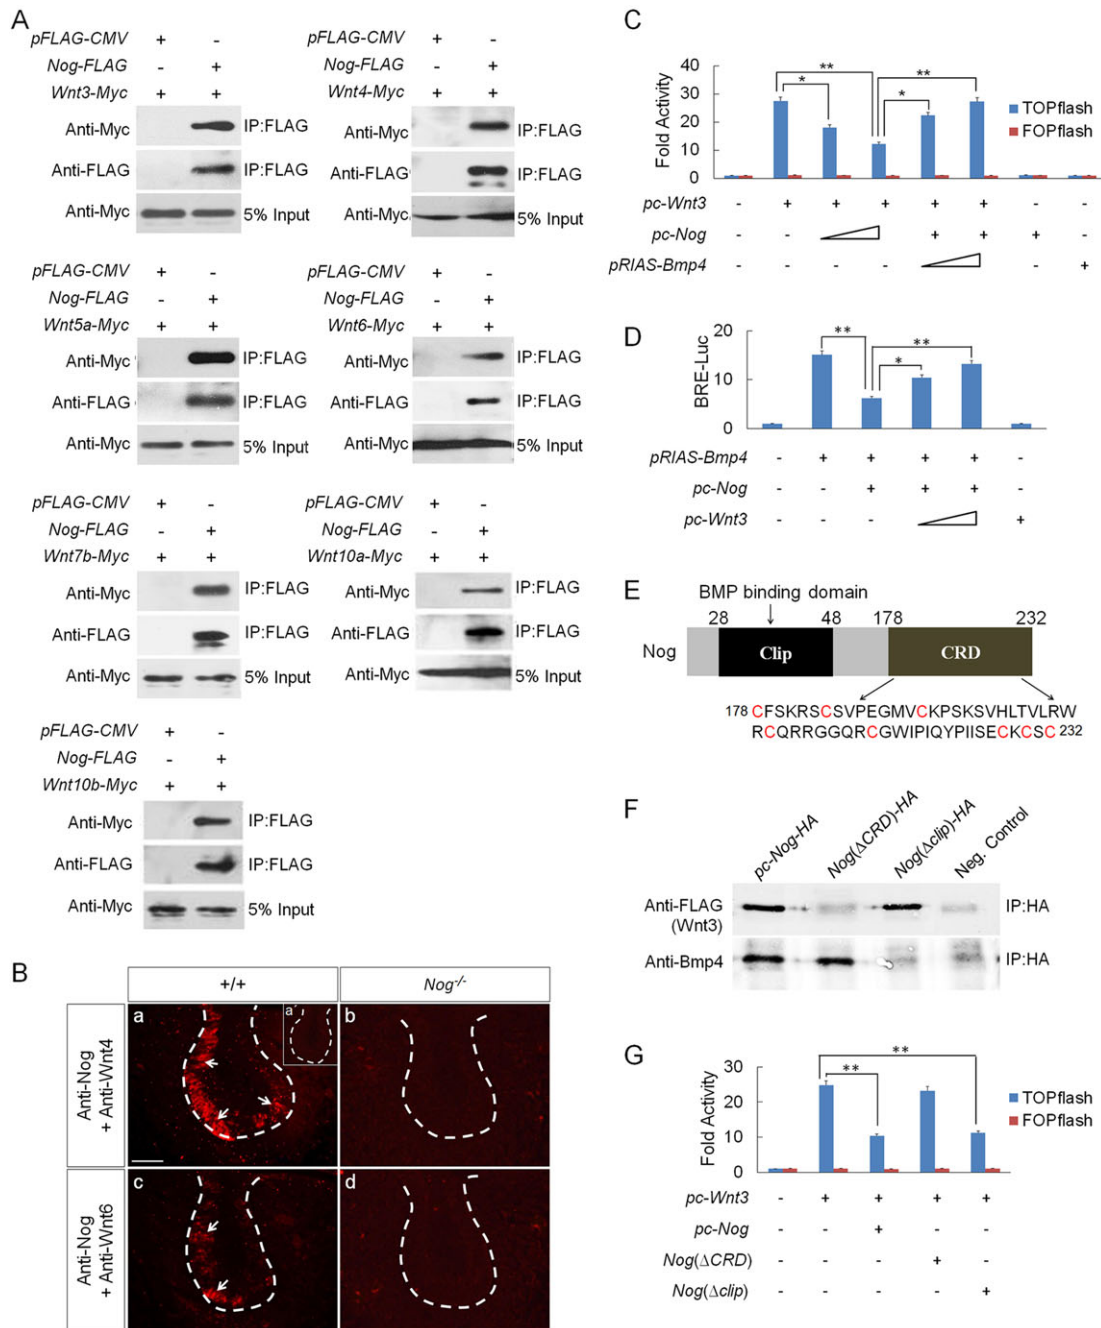 A
pFLAG-CMV + -
Nog-FLAG - +
Wnt3-Myc + +
Anti-Myc IP:FLAG
Anti-FLAG IP:FLAG
Anti-Myc 5% Input
pFLAG-CMV + -
Nog-FLAG - +
Wnt4-Myc + +
Anti-Myc IP:FLAG
Anti-FLAG IP:FLAG
Anti-Myc 5% Input
pFLAG-CMV + -
Nog-FLAG - +
Wnt5a-Myc + +
Anti-Myc IP:FLAG
Anti-FLAG IP:FLAG
Anti-Myc 5% Input
pFLAG-CMV + -
Nog-FLAG - +
Wnt6-Myc + +
Anti-Myc IP:FLAG
Anti-FLAG IP:FLAG
Anti-Myc 5% Input
pFLAG-CMV + -
Nog-FLAG - +
Wnt7b-Myc + +
Anti-Myc IP:FLAG
Anti-FLAG IP:FLAG
Anti-Myc 5% Input
pFLAG-CMV + -
Nog-FLAG - +
Wnt10a-Myc + +
Anti-Myc IP:FLAG
Anti-FLAG IP:FLAG
Anti-Myc 5% Input
pFLAG-CMV + -
Nog-FLAG - +
Wnt10b-Myc + +
Anti-Myc IP:FLAG
Anti-FLAG IP:FLAG
Anti-Myc 5% Input
B
+/+ Nog-/-
Anti-Nog
+ Anti-Wnt4
a a' b
Anti-Nog
+ Anti-Wnt6
c d
C
Fold Activity
40
30
20
10
0
** * * **
TOPflash
FOPflash
pc-Wnt3 - + + + + + - -
pc-Nog - - + + + -
pRIAS-Bmp4 - - - - - +
D
BRE-Luc
20
10
0
** * **
pRIAS-Bmp4 - + + + + -
pc-Nog - - + + + -
pc-Wnt3 - - - +
E
BMP binding domain
28 48 178 232
Nog Clip CRD
178 CFSKRSCSVPEGMVCKPSKSVHLTVLRW
RCQRRGGQRCGWIPIQYPIISECKCSC 232
F
pc-Nog-HA Nog(ΔCRD)-HA Nog(Δclip)-HA Neg. Control
Anti-FLAG
(Wnt3)
IP:HA
Anti-Bmp4 IP:HA
G
Fold Activity
30
20
10
0
** **
TOPflash
FOPflash
pc-Wnt3 - + + + +
pc-Nog - - + - -
Nog(ΔCRD) - - - + -
Nog(Δclip) - - - - +